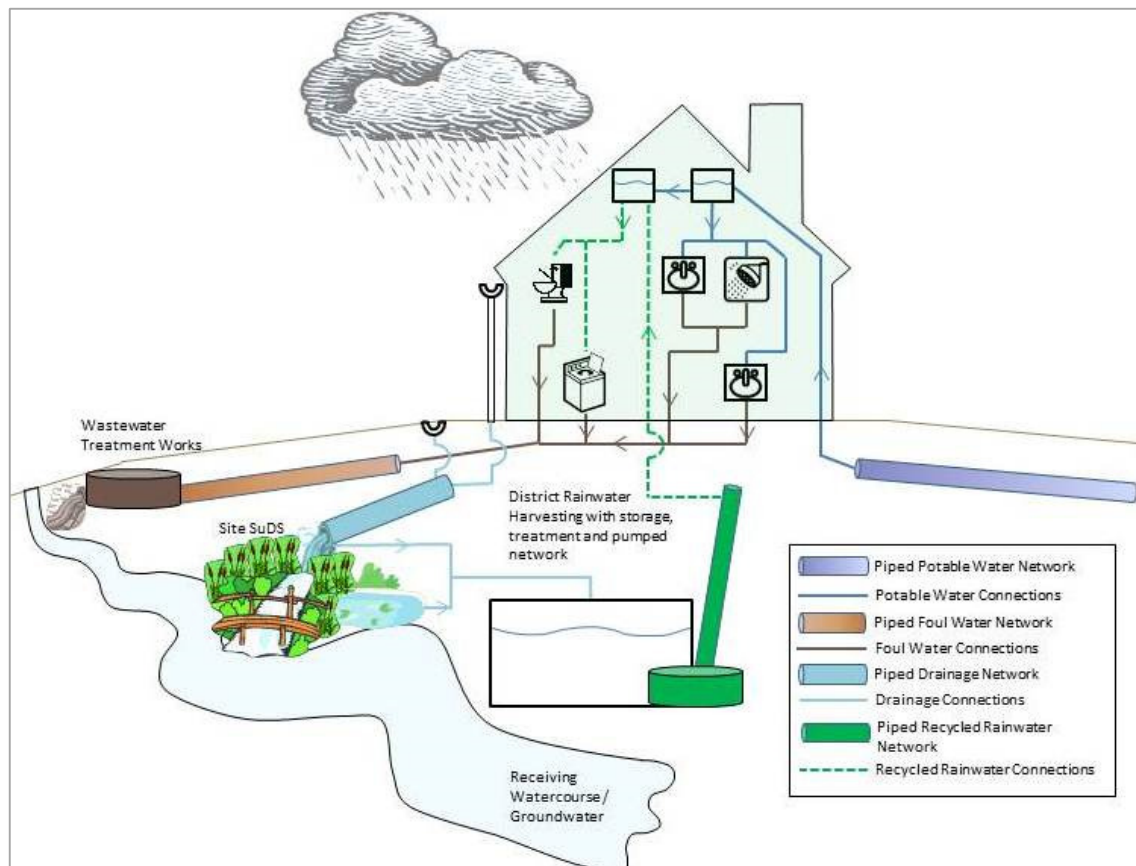 Wastewater
Treatment Works
Site SuDS
District Rainwater
Harvesting with storage,
treatment and pumped
network
Receiving
Watercourse/
Groundwater
Piped Potable Water Network
Potable Water Connections
Piped Foul Water Network
Foul Water Connections
Piped Drainage Network
Drainage Connections
Piped Recycled Rainwater
Network
Recycled Rainwater Connections